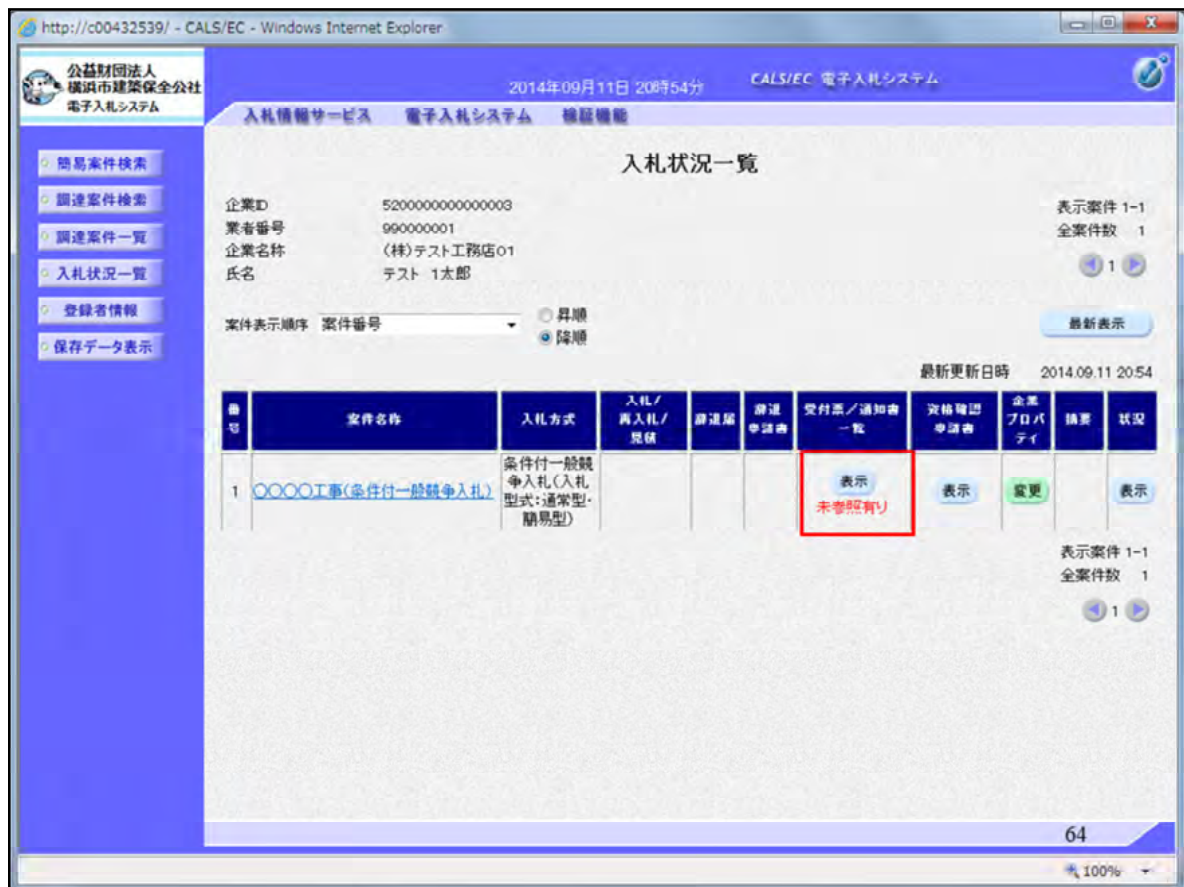 http://c00432539/ - CALS/EC - Windows Internet Explorer
公益財団法人
横浜市建築保全公社
電子入札システム
2014年09月11日 20時54分
CALS/EC 電子入札システム
入札情報サービス 電子入札システム 検証機能
簡易案件検索
調達案件検索
調達案件一覧
入札状況一覧
登録者情報
保存データ表示
入札状況一覧
企業ID 5200000000000003
業者番号 990000001
企業名称 (株)テスト工務店01
氏名 テスト 1太郎
表示案件 1-1
全案件数 1
1
案件表示順序 案件番号
昇順
降順
最新表示
最新更新日時 2014.09.11 20:54
番号
案件名称
入札方式
入札/
再入札/
見積
辞退届
辞退
申請書
受付票/通知書
一覧
資格確認
申請書
企業
プロパ
ティ
摘要
状況
1
〇〇〇〇工事(条件付一般競争入札)
条件付一般競
争入札(入札
型式:通常型・
簡易型)
表示
未参照有り
表示
変更
表示
表示案件 1-1
全案件数 1
1
64
100%